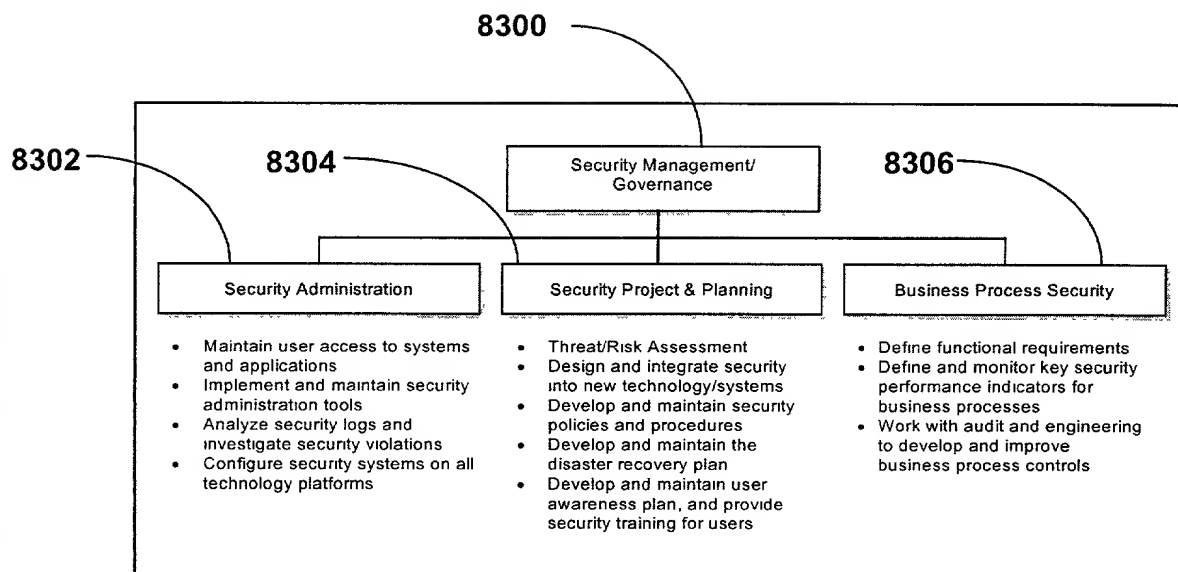 8300
8302
8304
8306
Security Management/
Governance
Security Administration
Security Project & Planning
Business Process Security
• Maintain user access to systems
and applications
• Implement and maintain security
administration tools
• Analyze security logs and
investigate security violations
• Configure security systems on all
technology platforms
• Threat/Risk Assessment
• Design and integrate security
into new technology/systems
• Develop and maintain security
policies and procedures
• Develop and maintain the
disaster recovery plan
• Develop and maintain user
awareness plan, and provide
security training for users
• Define functional requirements
• Define and monitor key security
performance indicators for
business processes
• Work with audit and engineering
to develop and improve
business process controls